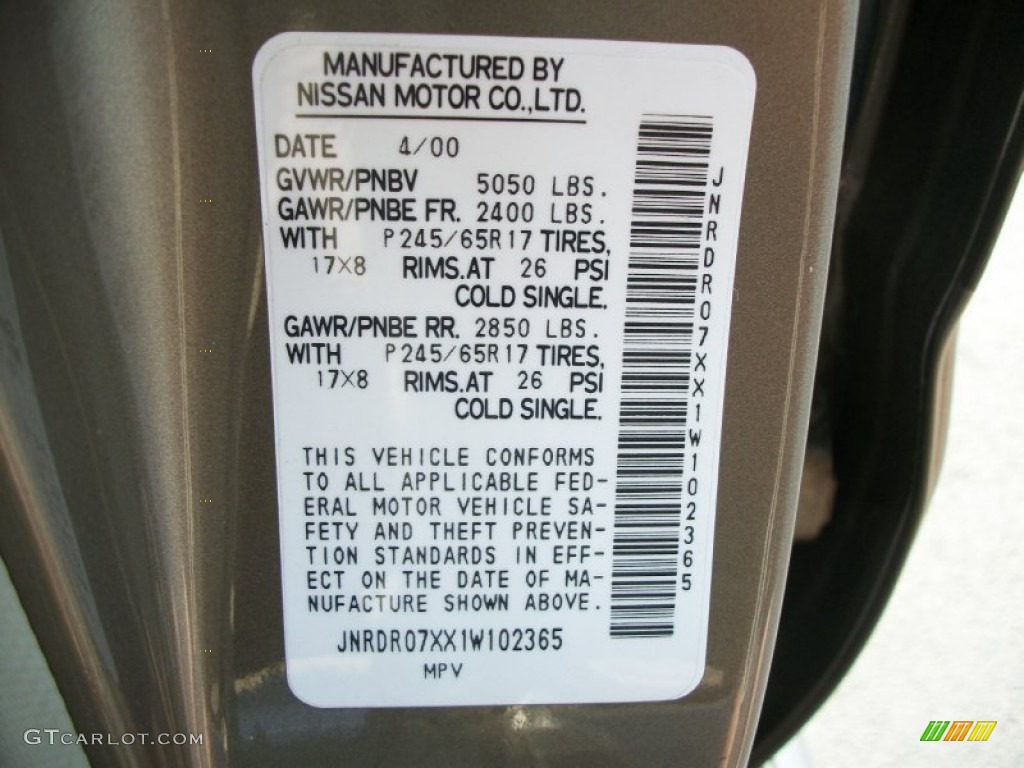 MANUFACTURED BY
NISSAN MOTOR CO.,LTD.
DATE 4/00
GVWR/PNBV 5050 LBS.
GAWR/PNBE FR. 2400 LBS.
WITH P245/65R17 TIRES,
17X8 RIMS.AT 26 PSI
COLD SINGLE.
GAWR/PNBE RR. 2850 LBS.
WITH P245/65R17 TIRES,
17X8 RIMS.AT 26 PSI
COLD SINGLE.
THIS VEHICLE CONFORMS
TO ALL APPLICABLE FED-
ERAL MOTOR VEHICLE SA-
FETY AND THEFT PREVEN-
TION STANDARDS IN EFF-
ECT ON THE DATE OF MA-
NUFACTURE SHOWN ABOVE.
JNRDR07XX1W102365
MPV
JNRDR07XX1W102365
GTCARLOT.COM